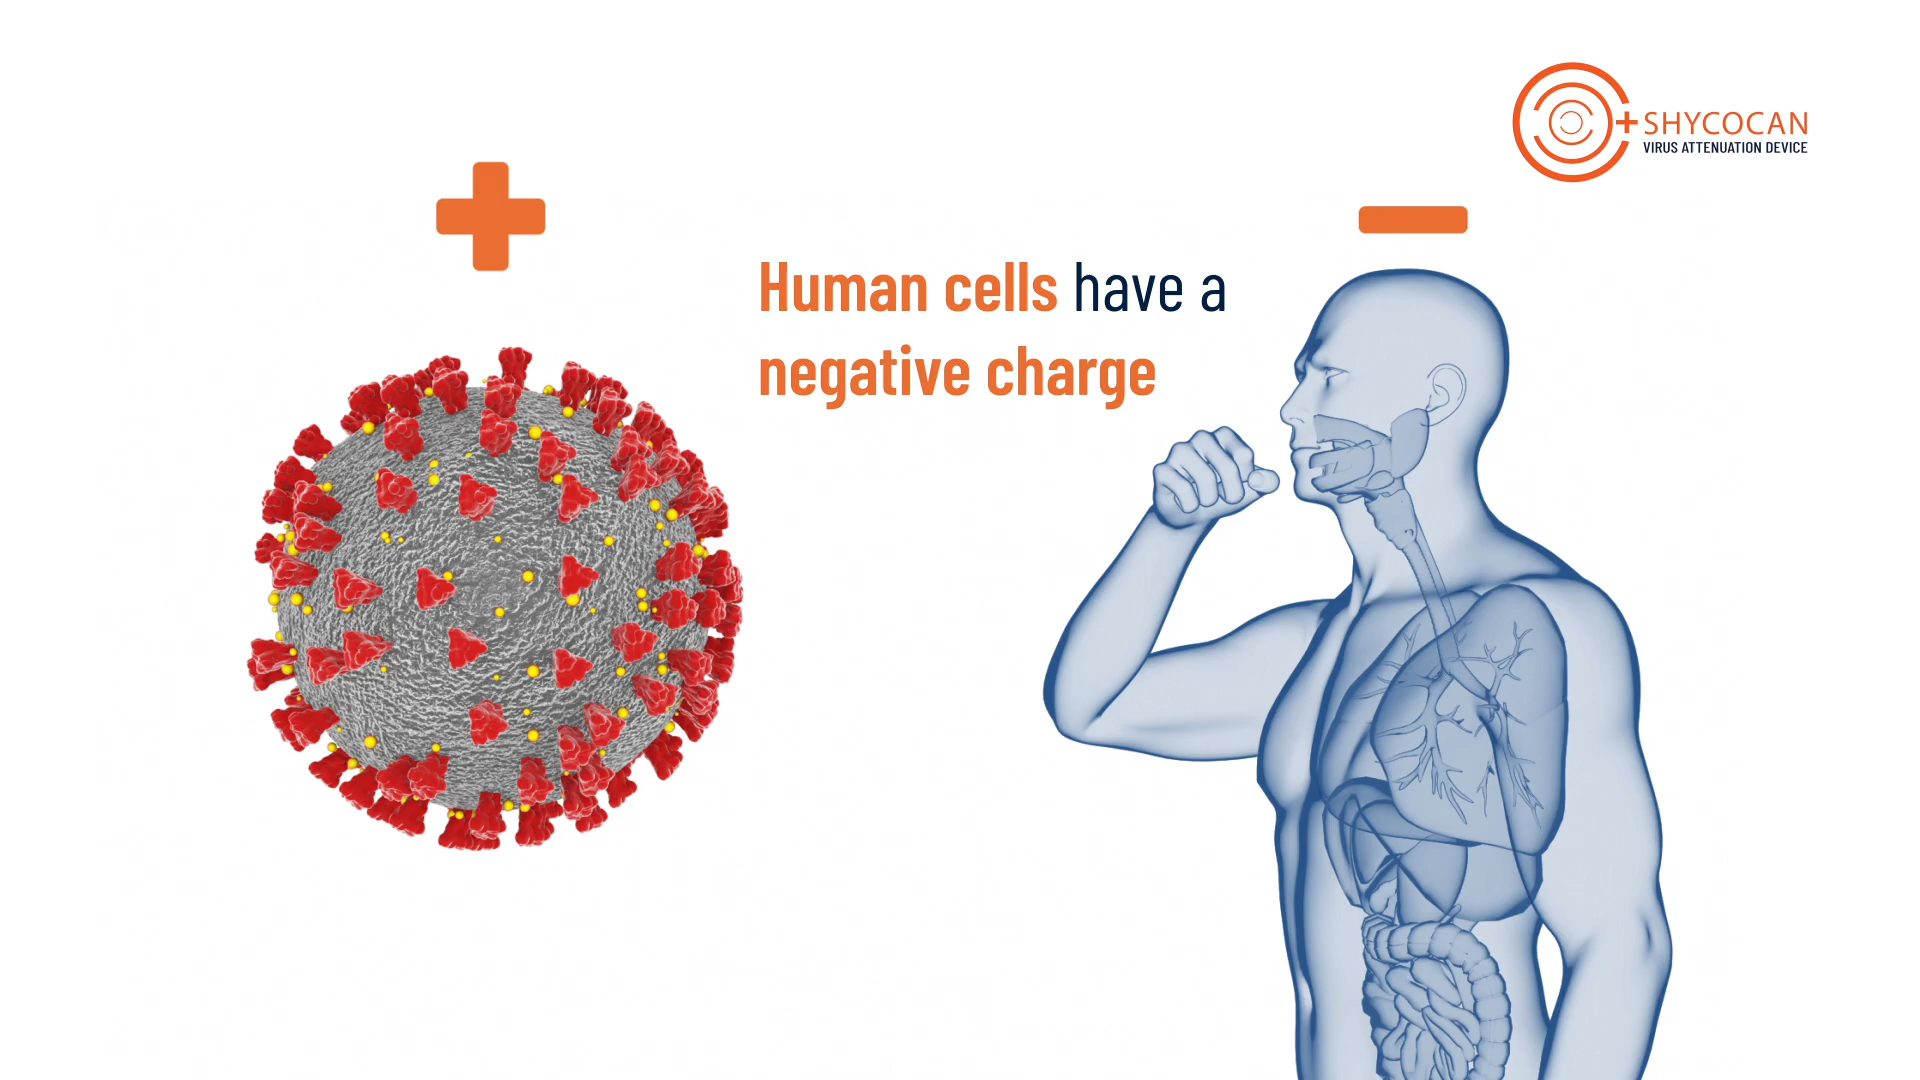 SHYCOCAN
VIRUS ATTENUATION DEVICE
Human cells have a
negative charge